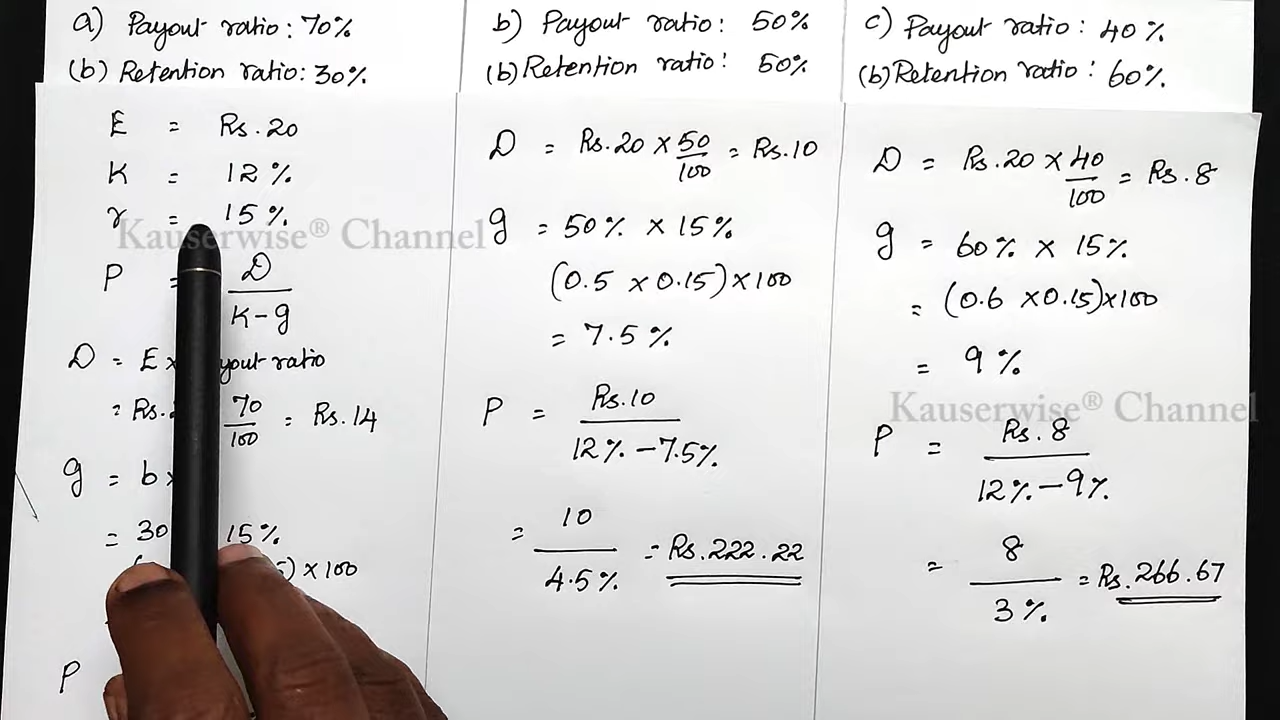 a) Payout ratio: 70%
(b) Retention ratio: 30%
E = Rs. 20
K = 12%
r = 15%
P = D
K-g
D = E ratio
= Rs. 70 = Rs. 14
100
g = b
= 30 15%
) × 100
P
b) Payout ratio: 50%
(b) Retention ratio: 50%
D = Rs. 20 × 50 = Rs. 10
100
g = 50% × 15%
(0.5 × 0.15) × 100
= 7.5%
P = Rs. 10
12% - 7.5%
= 10 = Rs. 222.22
4.5%
c) Payout ratio: 40%
(b) Retention ratio: 60%
D = Rs. 20 × 40 = Rs. 8
100
g = 60% × 15%
= (0.6 × 0.15) × 100
= 9%
P = Rs. 8
12% - 9%
= 8 = Rs. 266.67
3%
Kauserwise® Channel
Kauserwise® Channel